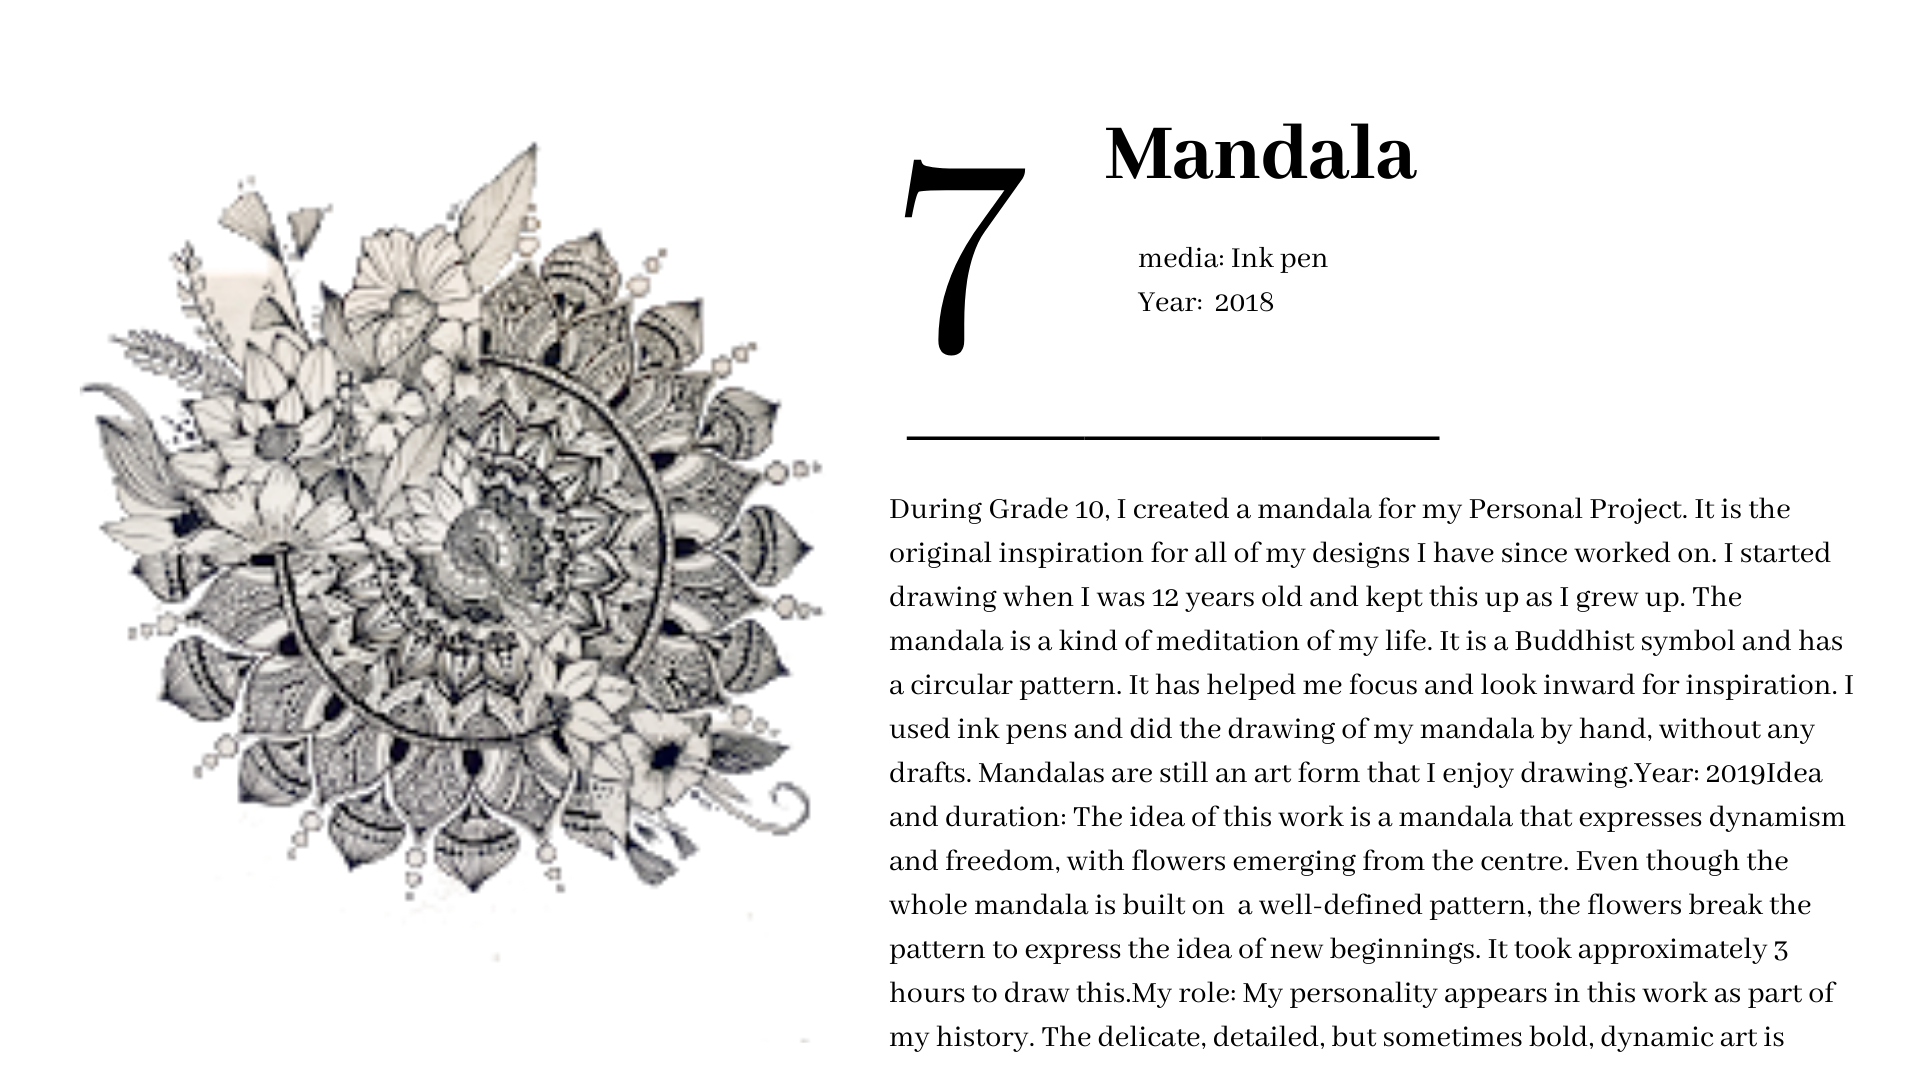 7
Mandala
media: Ink pen
Year: 2018
During Grade 10, I created a mandala for my Personal Project. It is the
original inspiration for all of my designs I have since worked on. I started
drawing when I was 12 years old and kept this up as I grew up. The
mandala is a kind of meditation of my life. It is a Buddhist symbol and has
a circular pattern. It has helped me focus and look inward for inspiration. I
used ink pens and did the drawing of my mandala by hand, without any
drafts. Mandalas are still an art form that I enjoy drawing.Year: 2019Idea
and duration: The idea of this work is a mandala that expresses dynamism
and freedom, with flowers emerging from the centre. Even though the
whole mandala is built on  a well-defined pattern, the flowers break the
pattern to express the idea of new beginnings. It took approximately 3
hours to draw this.My role: My personality appears in this work as part of
my history. The delicate, detailed, but sometimes bold, dynamic art is